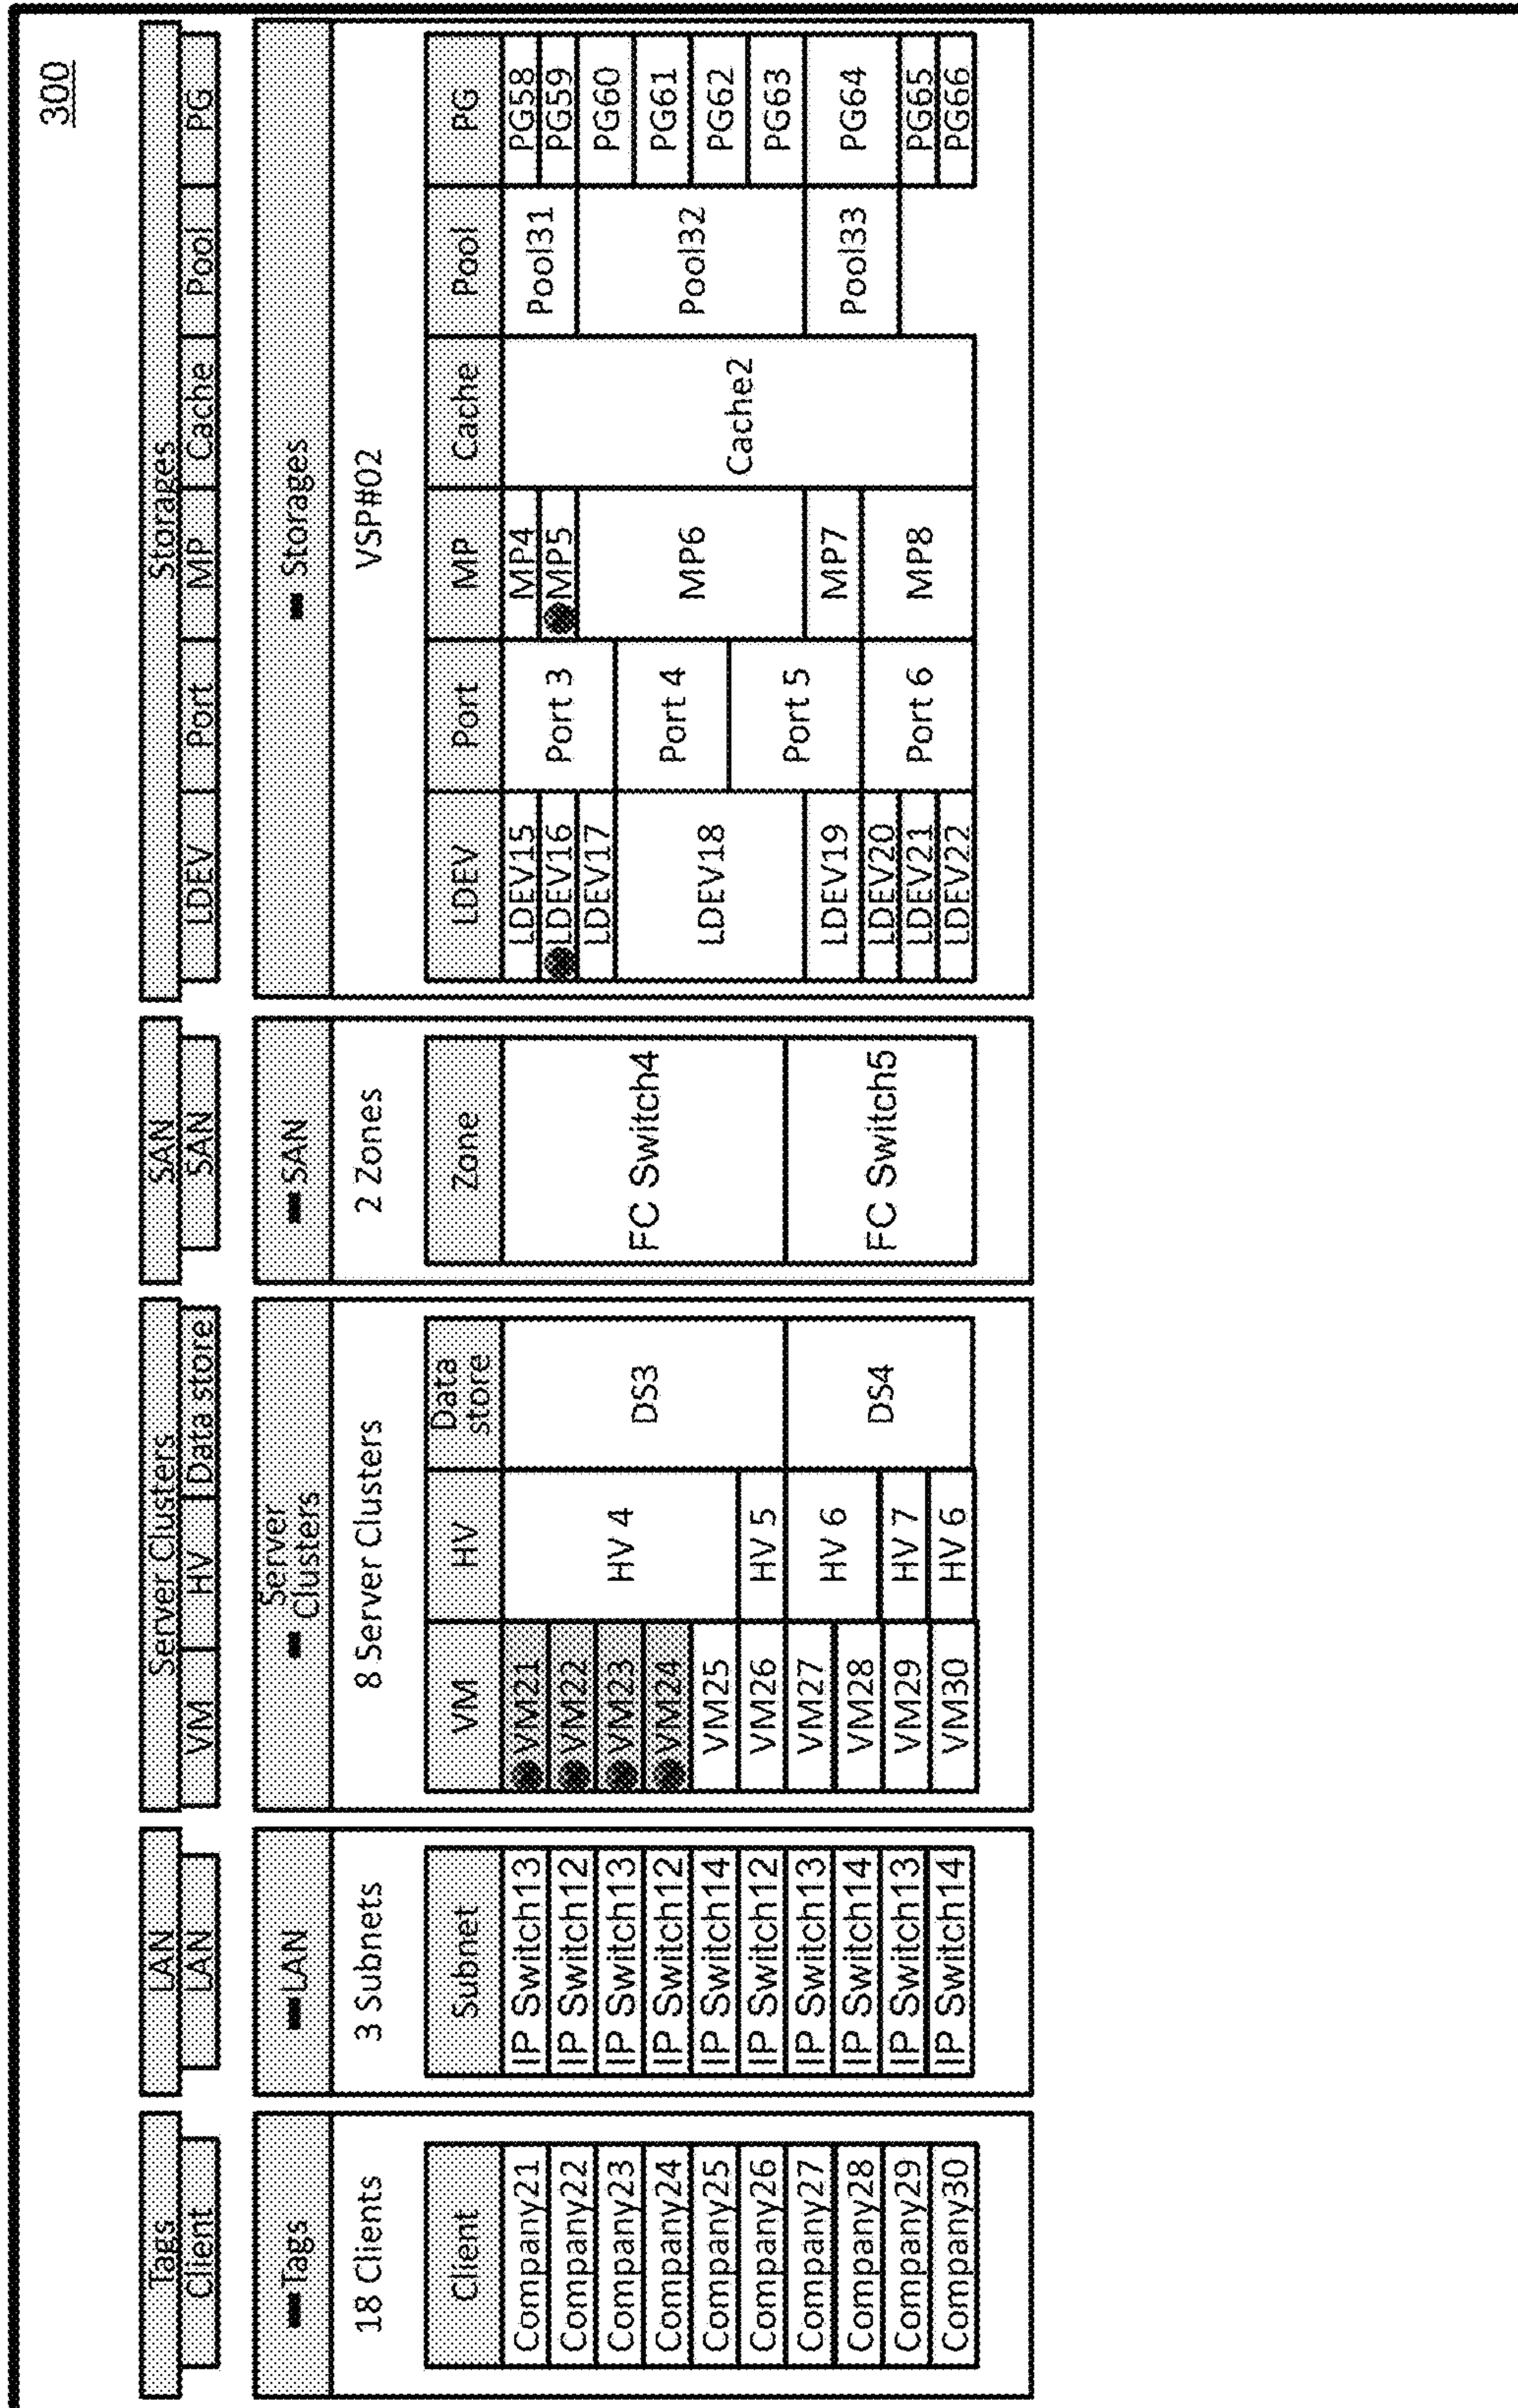 300
Tags LAN Server Clusters SAN Storages
Client LAN VM HV Data store SAN LDEV Port MP Cache Pool PG
Tags
18 Clients
Client
Company21
Company22
Company23
Company24
Company25
Company26
Company27
Company28
Company29
Company30
LAN
3 Subnets
Subnet
IP Switch13
IP Switch12
IP Switch13
IP Switch12
IP Switch14
IP Switch12
IP Switch13
IP Switch14
IP Switch13
IP Switch14
Server
Clusters
8 Server Clusters
VM
VM21
VM22
VM23
VM24
VM25
VM26
VM27
VM28
VM29
VM30
HV
HV 4
HV 5
HV 6
HV 7
HV 6
Data
store
DS3
DS4
SAN
2 Zones
Zone
FC Switch4
FC Switch5
Storages
VSP#02
LDEV
LDEV15
LDEV16
LDEV17
LDEV18
LDEV19
LDEV20
LDEV21
LDEV22
Port
Port 3
Port 4
Port 5
Port 6
MP
MP4
MP5
MP6
MP7
MP8
Cache
Cache2
Pool
Pool31
Pool32
Pool33
PG
PG58
PG59
PG60
PG61
PG62
PG63
PG64
PG65
PG66